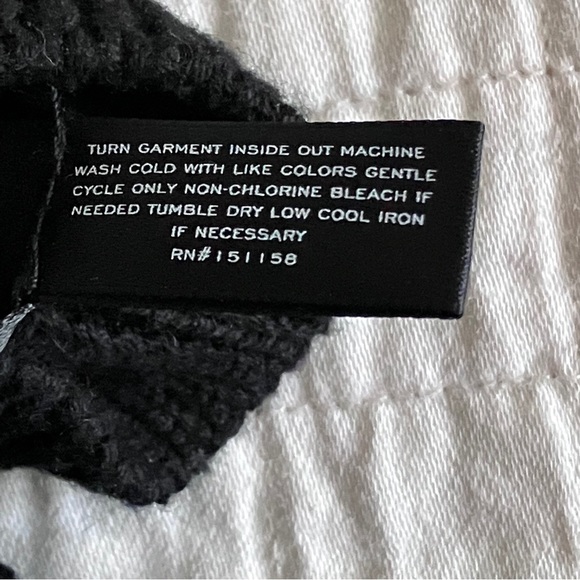 TURN GARMENT INSIDE OUT MACHINE
WASH COLD WITH LIKE COLORS GENTLE
CYCLE ONLY NON-CHLORINE BLEACH IF
NEEDED TUMBLE DRY LOW COOL IRON
IF NECESSARY
RN#151158